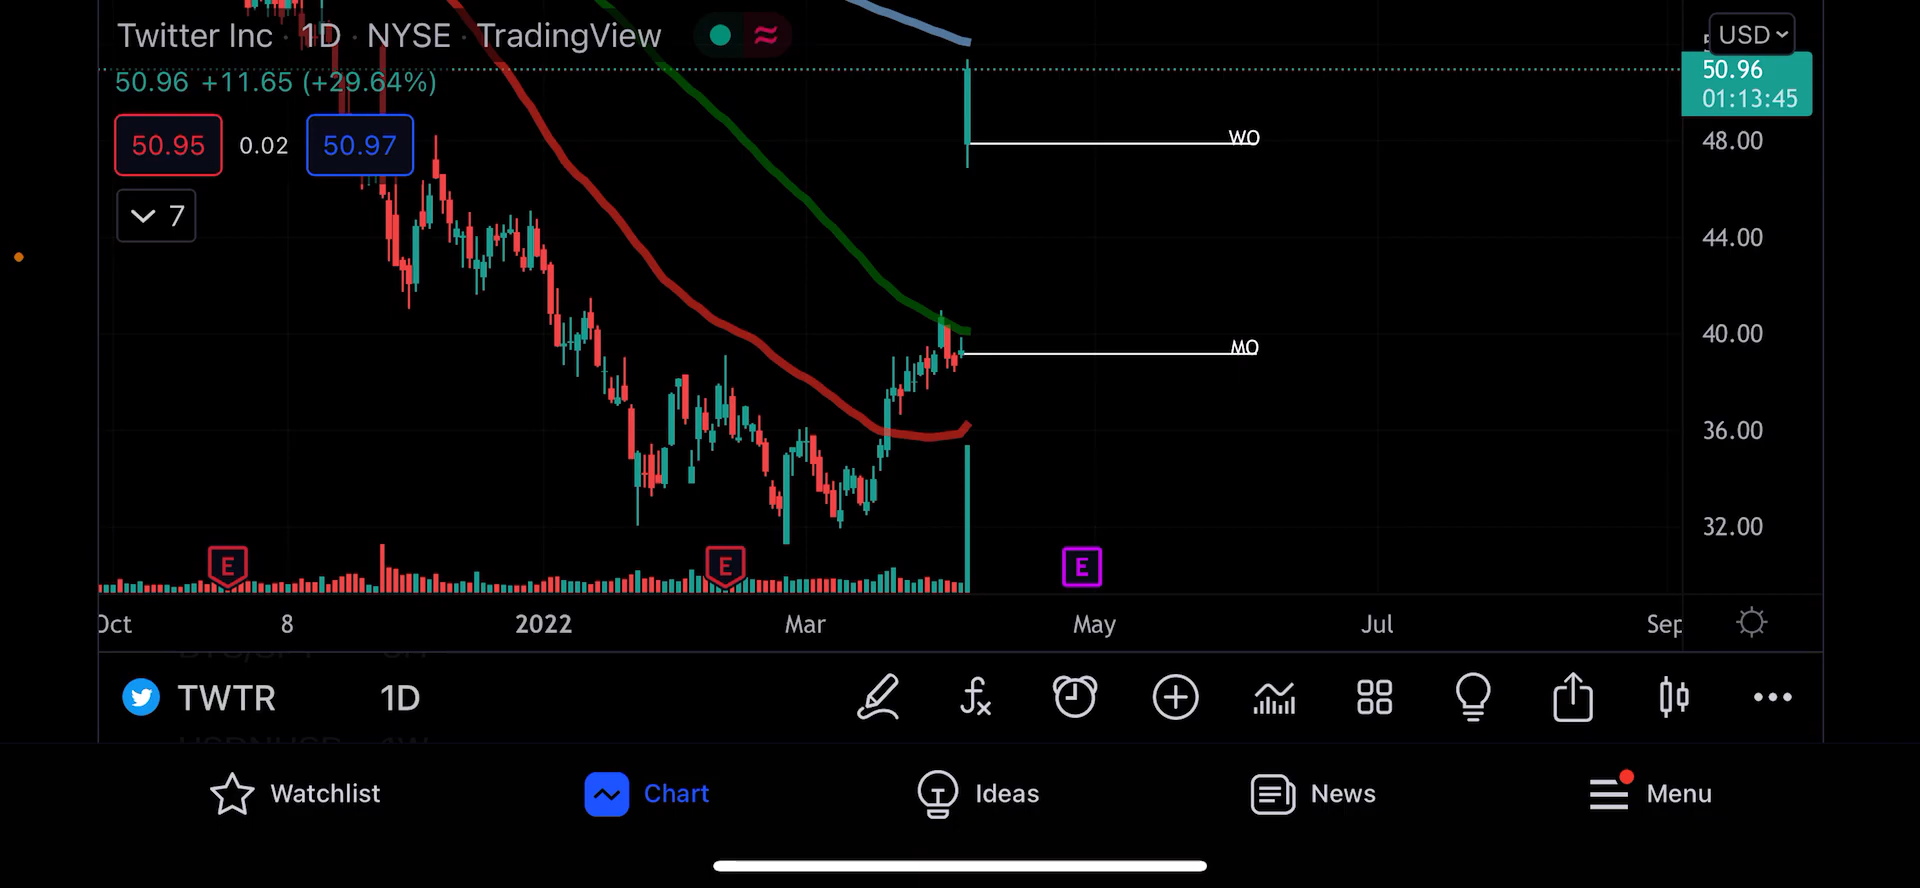 Twitter Inc · 1D · NYSE · TradingView
USD
50.96 +11.65 (+29.64%)
50.96
01:13:45
50.95 0.02 50.97
7
WO
48.00
44.00
40.00
MO
36.00
32.00
E E E
Oct 8 2022 Mar May Jul Sep
TWTR 1D
Watchlist Chart Ideas News Menu